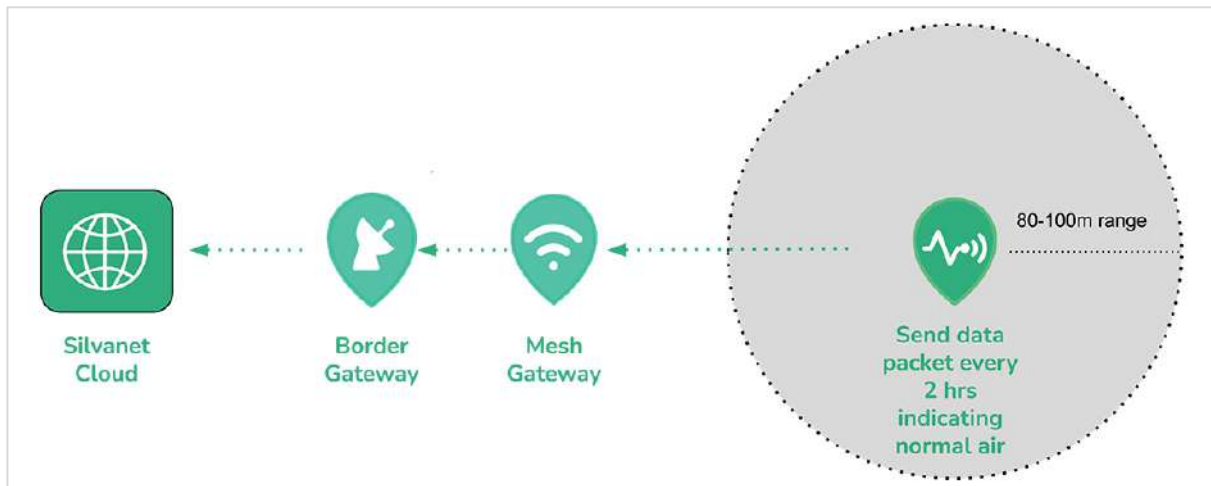 80-100m range
Silvanet
Cloud
Border
Gateway
Mesh
Gateway
Send data
packet every
2 hrs
indicating
normal air